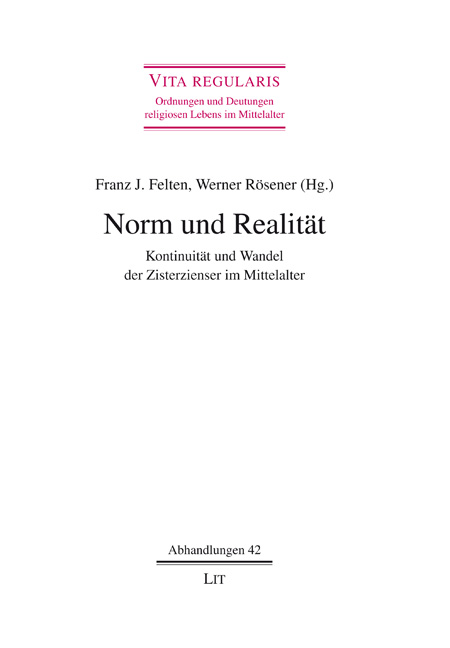 VITA REGULARIS
Ordnungen und Deutungen
religiosen Lebens im Mittelalter
Franz J. Felten, Werner Rösener (Hg.)
Norm und Realität
Kontinuität und Wandel
der Zisterzienser im Mittelalter
Abhandlungen 42
LIT